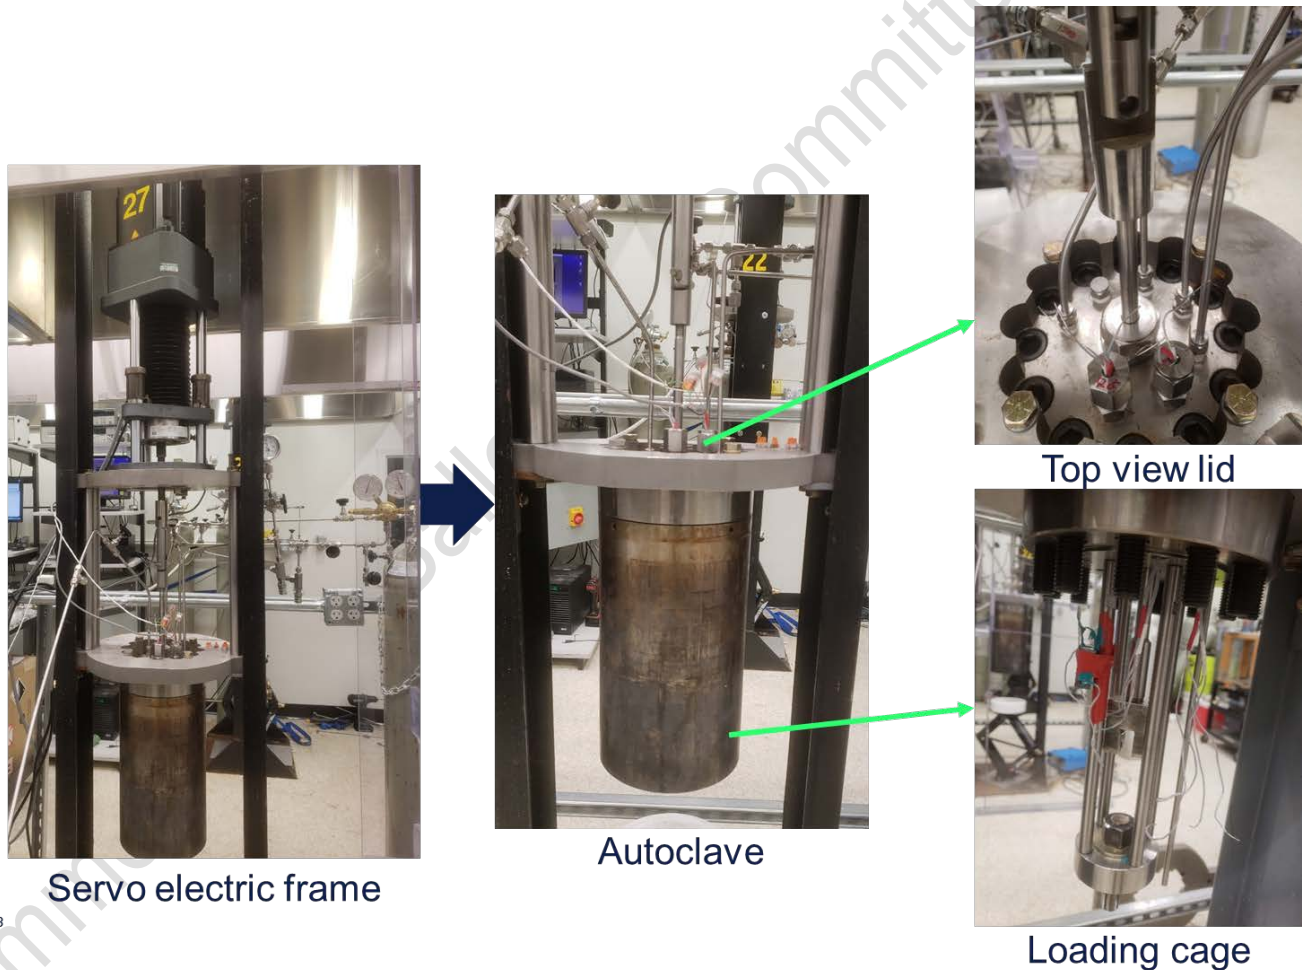 27
22
Servo electric frame
Autoclave
Top view lid
Loading cage